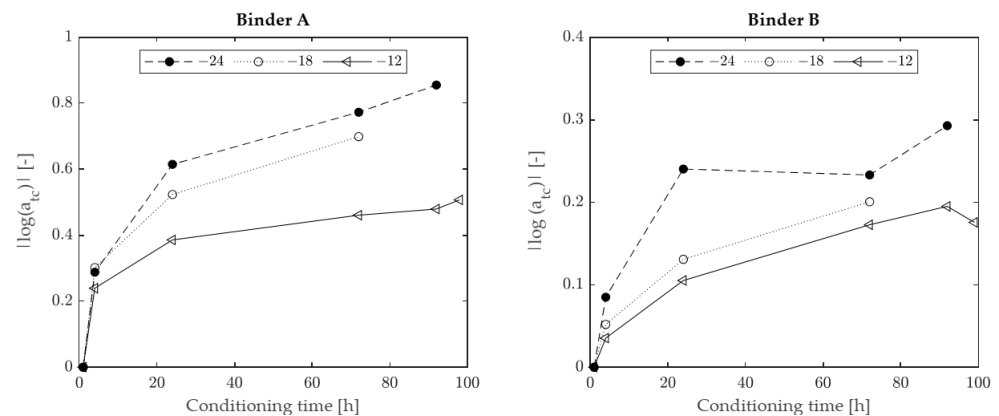 Binder A
1
0.8
0.6
0.4
0.2
0
0 20 40 60 80 100
|log(a_tc)| [-]
Conditioning time [h]
−24 −18 −12
Binder B
0.4
0.3
0.2
0.1
0
0 20 40 60 80 100
|log (a_tc)| [-]
Conditioning time [h]
−24 −18 −12